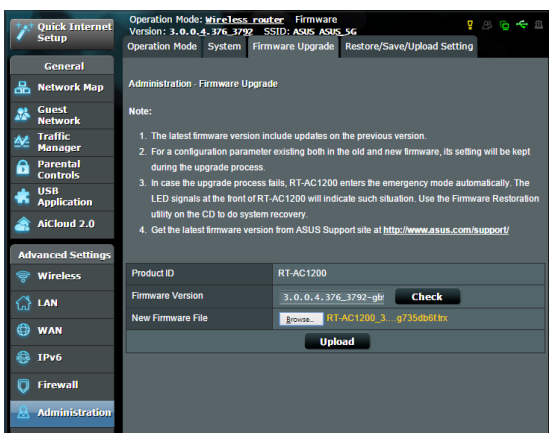 Quick Internet
Setup
General
Network Map
Guest
Network
Traffic
Manager
Parental
Controls
USB
Application
AiCloud 2.0
Advanced Settings
Wireless
LAN
WAN
IPv6
Firewall
Administration
Operation Mode: Wireless router Firmware
Version: 3.0.0.4.376_3792 SSID: ASUS ASUS_5G
Operation Mode System Firmware Upgrade Restore/Save/Upload Setting
Administration - Firmware Upgrade
Note:
1. The latest firmware version include updates on the previous version.
2. For a configuration parameter existing both in the old and new firmware, its setting will be kept
during the upgrade process.
3. In case the upgrade process fails, RT-AC1200 enters the emergency mode automatically. The
LED signals at the front of RT-AC1200 will indicate such situation. Use the Firmware Restoration
utility on the CD to do system recovery.
4. Get the latest firmware version from ASUS Support site at http://www.asus.com/support/
Product ID RT-AC1200
Firmware Version 3.0.0.4.376_3792-gb Check
New Firmware File Browse... RT-AC1200_3....g735db6f.trx
Upload